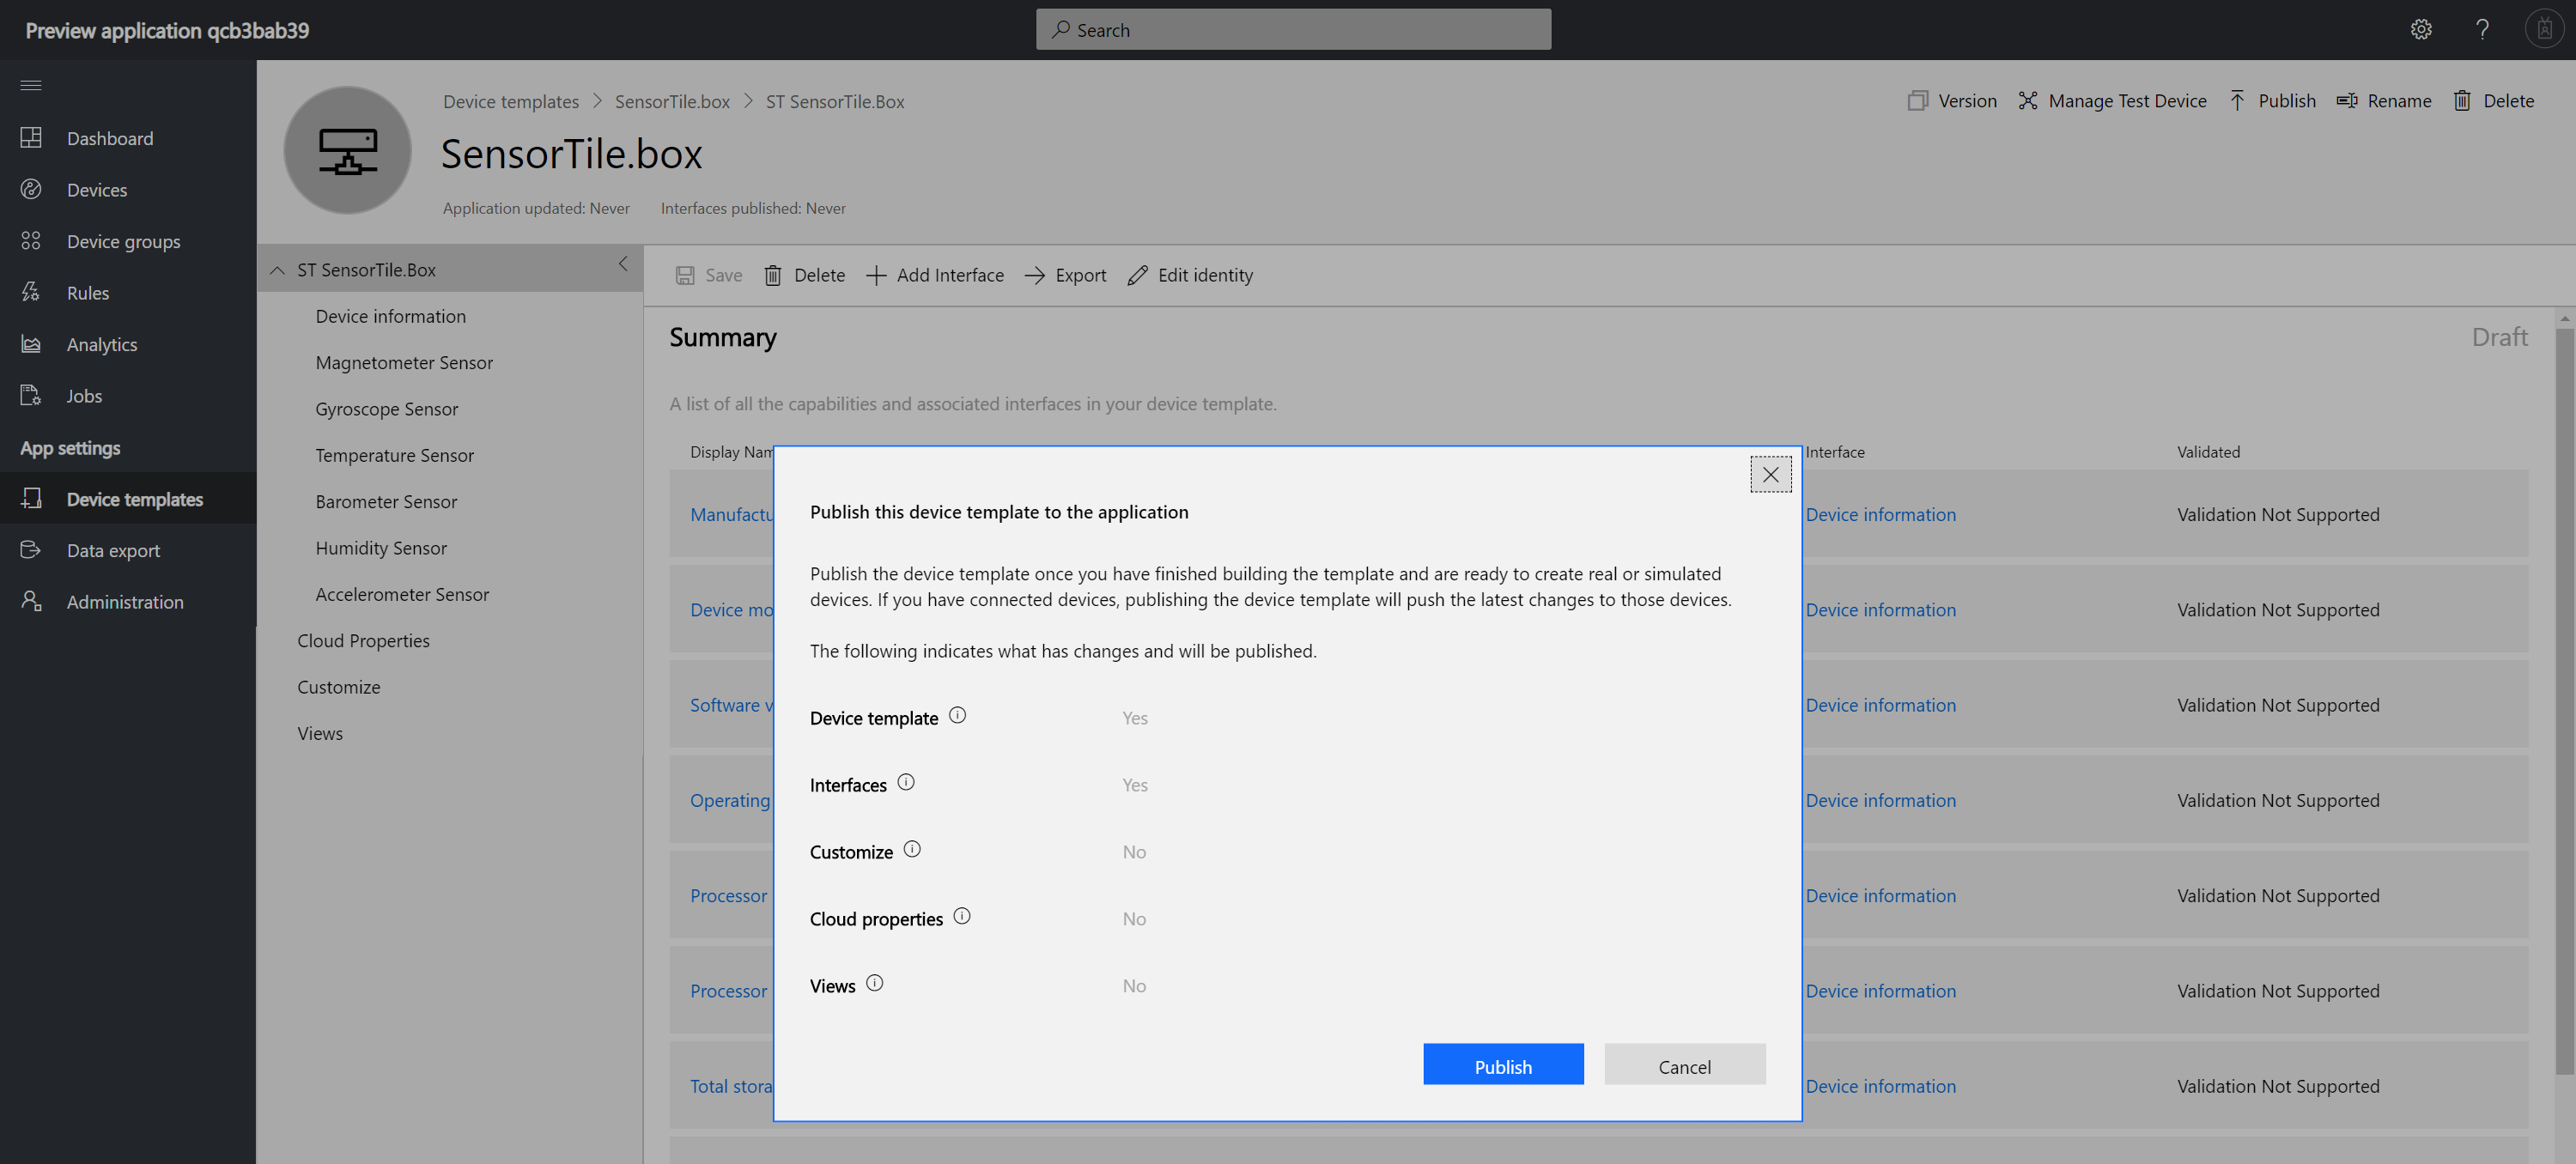 Preview application qcb3bab39
Search
Dashboard
Devices
Device groups
Rules
Analytics
Jobs
App settings
Device templates
Data export
Administration
Device templates > SensorTile.box > ST SensorTile.Box
SensorTile.box
Application updated: Never Interfaces published: Never
Version Manage Test Device Publish Rename Delete
ST SensorTile.Box
Device information
Magnetometer Sensor
Gyroscope Sensor
Temperature Sensor
Barometer Sensor
Humidity Sensor
Accelerometer Sensor
Cloud Properties
Customize
Views
Save Delete Add Interface Export Edit identity
Summary Draft
A list of all the capabilities and associated interfaces in your device template.
Display Nam Interface Validated
Manufactu Device information Validation Not Supported
Device mo Device information Validation Not Supported
Software v Device information Validation Not Supported
Operating Device information Validation Not Supported
Processor Device information Validation Not Supported
Processor Device information Validation Not Supported
Total stora Device information Validation Not Supported
Publish this device template to the application
Publish the device template once you have finished building the template and are ready to create real or simulated
devices. If you have connected devices, publishing the device template will push the latest changes to those devices.
The following indicates what has changes and will be published.
Device template Yes
Interfaces Yes
Customize No
Cloud properties No
Views No
Publish Cancel